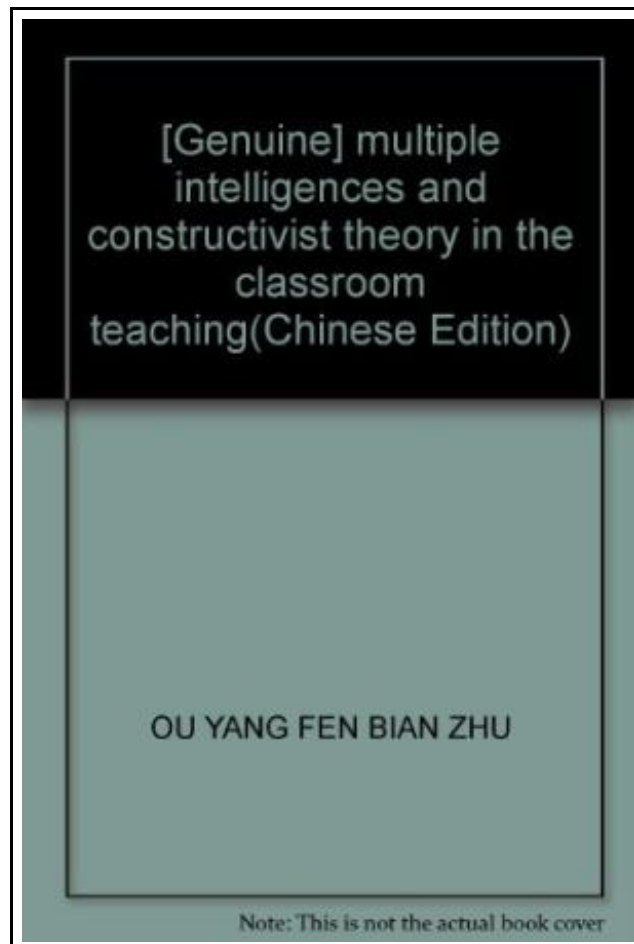 [Genuine] multiple
intelligences and
constructivist theory in the
classroom
teaching(Chinese Edition)
OU YANG FEN BIAN ZHU
Note: This is not the actual book cover